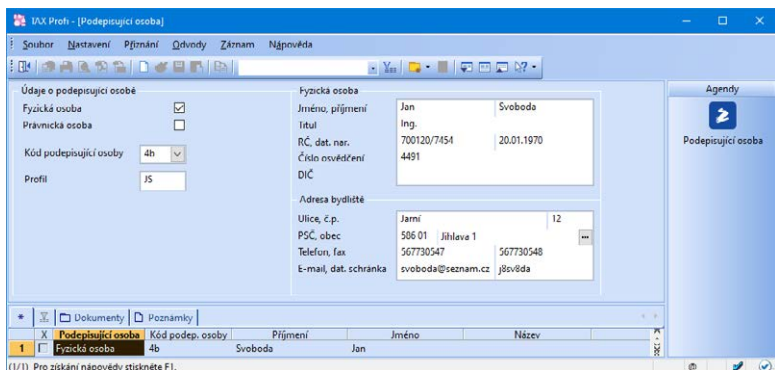 TAX Profi - [Podepisující osoba]
Soubor Nastavení Přiznání Odvody Záznam Nápověda
Údaje o podepisující osobě
Fyzická osoba
Právnická osoba
Kód podepisující osoby 4b
Profil JS
Fyzická osoba
Jméno, příjmení Jan Svoboda
Titul Ing.
RČ, dat. nar. 700120/7454 20.01.1970
Číslo osvědčení 4491
DIČ
Adresa bydliště
Ulice, č.p. Jarní 12
PSČ, obec 586 01 Jihlava 1
Telefon, fax 567730547 567730548
E-mail, dat. schránka svoboda@seznam.cz j8sv8da
Agendy
Podepisující osoba
* Dokumenty Poznámky
X Podepisující osoba Kód podep. osoby Příjmení Jméno Název
1 Fyzická osoba 4b Svoboda Jan
(1/1) Pro získání nápovědy stiskněte F1.